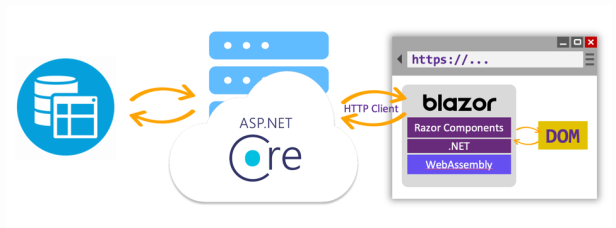 https://...
HTTP Client
blazor
ASP.NET
Core
Razor Components
.NET
WebAssembly
DOM